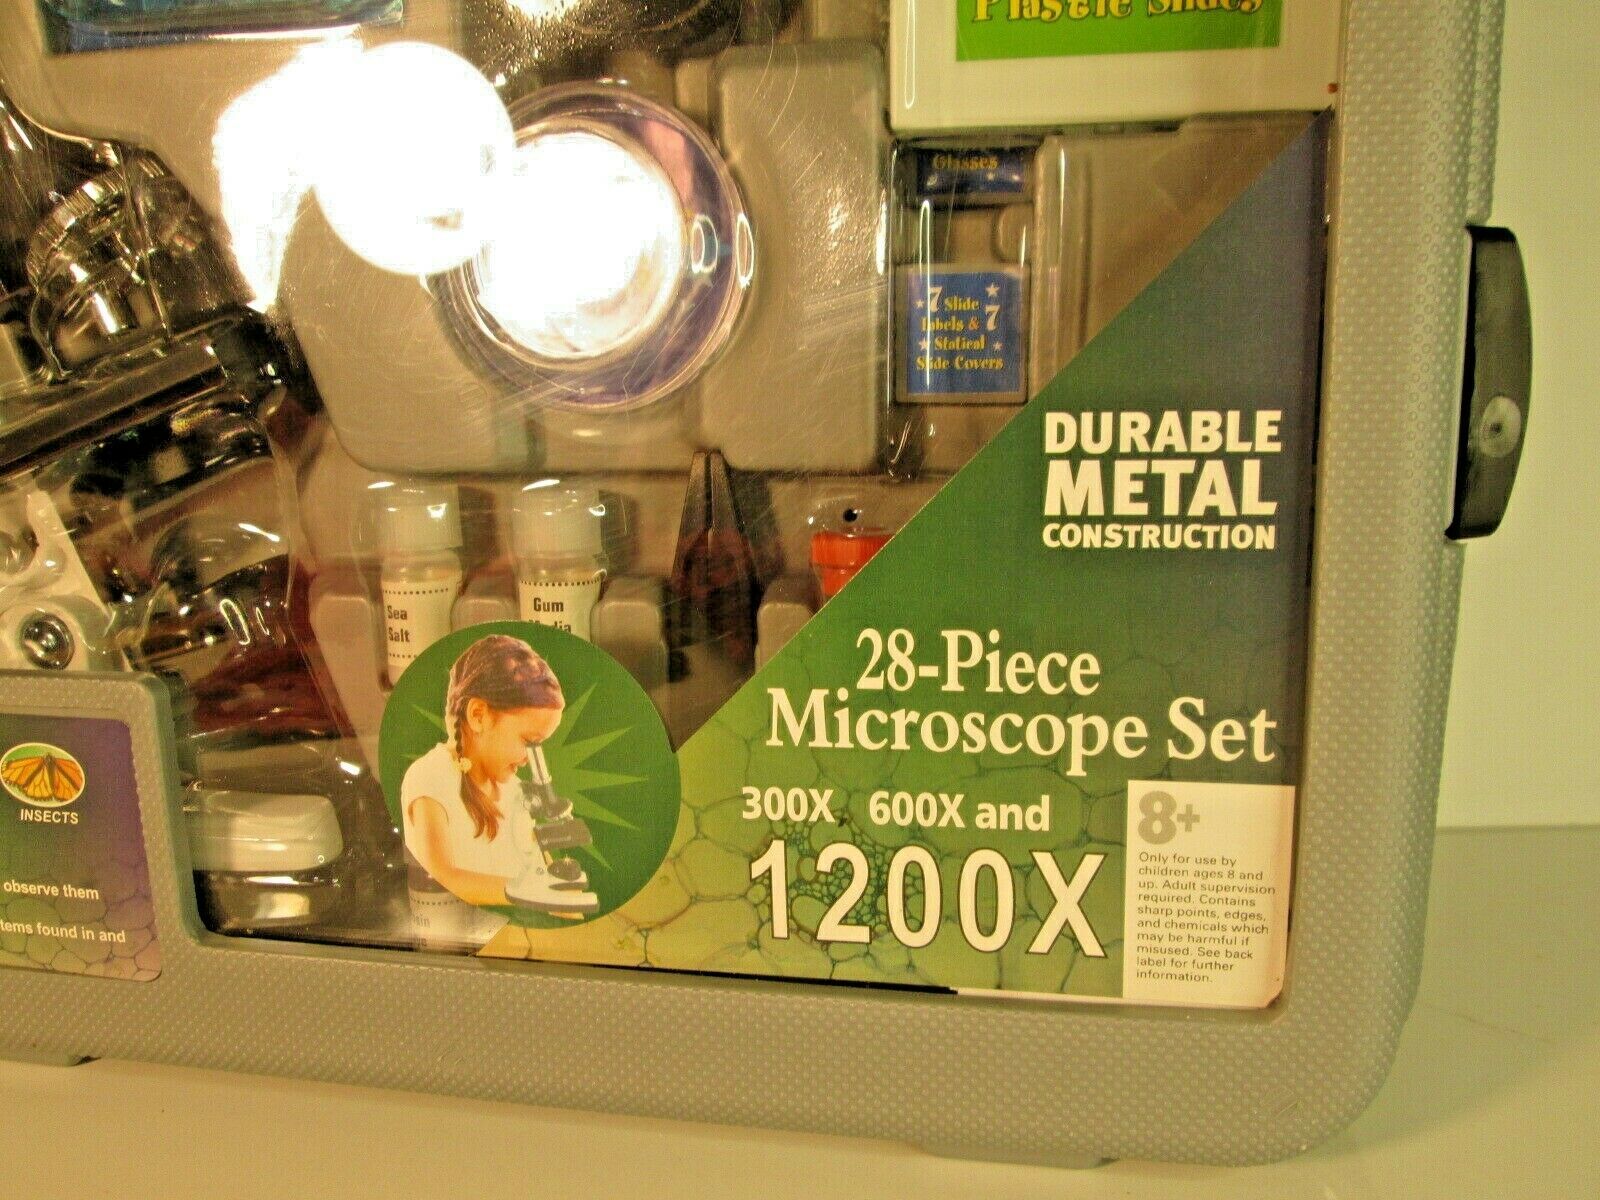 Plastic Slides
Glasses
7 Slide
Labels & 7
Statical
Slide Covers
DURABLE
METAL
CONSTRUCTION
Sea
Salt
Gum
Media
28-Piece
Microscope Set
300X 600X and
1200X
8+
Only for use by
children ages 8 and
up. Adult supervision
required. Contains
sharp points, edges,
and chemicals which
may be harmful if
misused. See back
label for further
information.
INSECTS
observe them
tems found in and